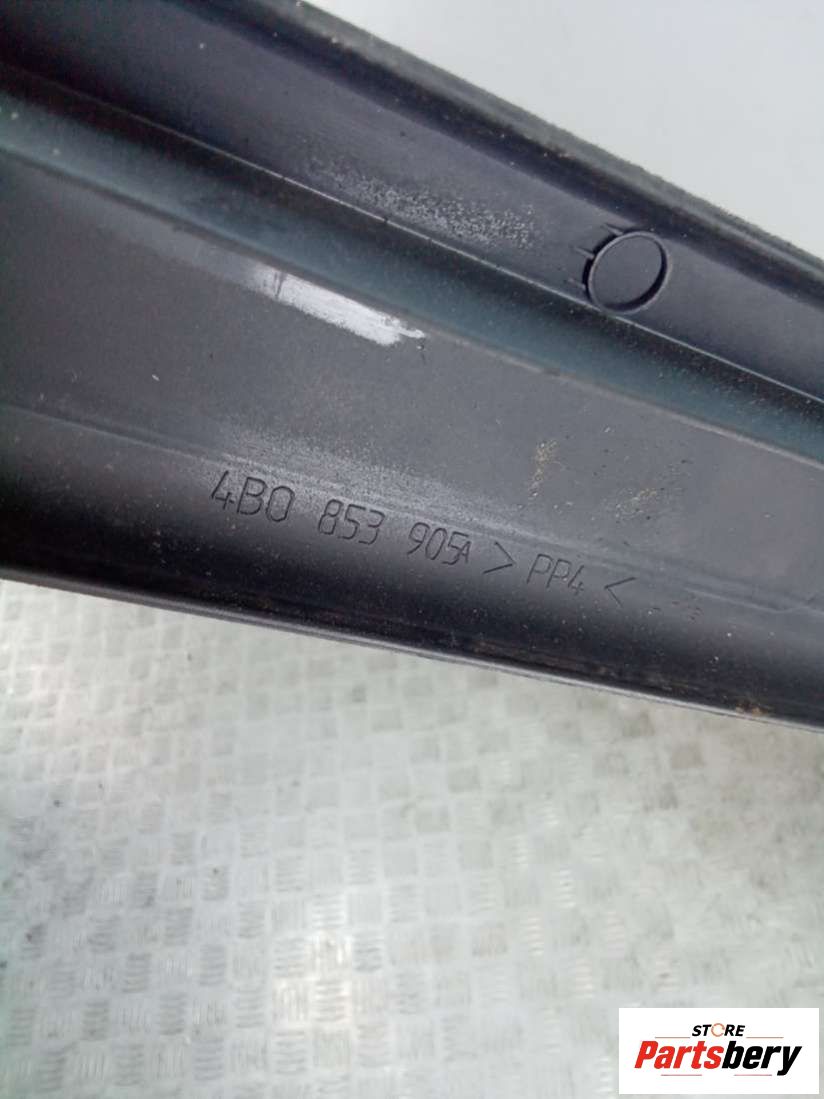 4B0 853 905A > PP4 <
STORE
Partsbery